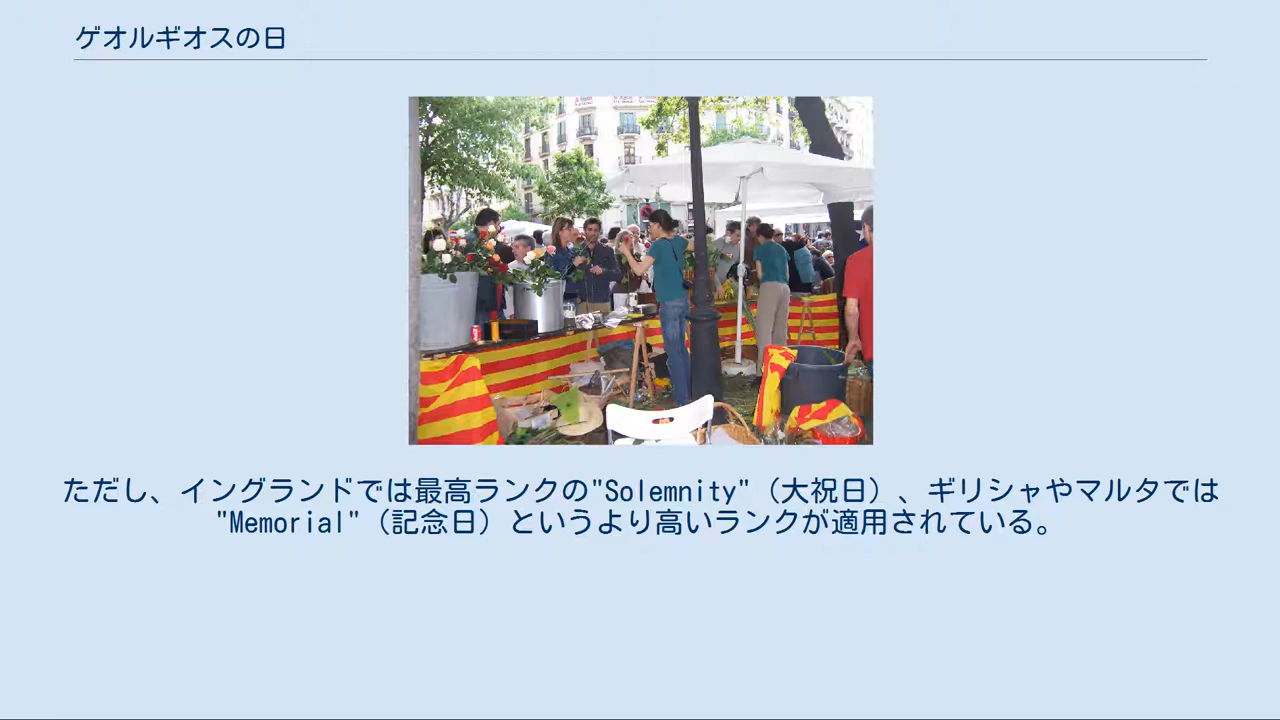 ゲオルギオスの日
ただし、イングランドでは最高ランクの"Solemnity"（大祝日）、ギリシャやマルタでは
"Memorial"（記念日）というより高いランクが適用されている。